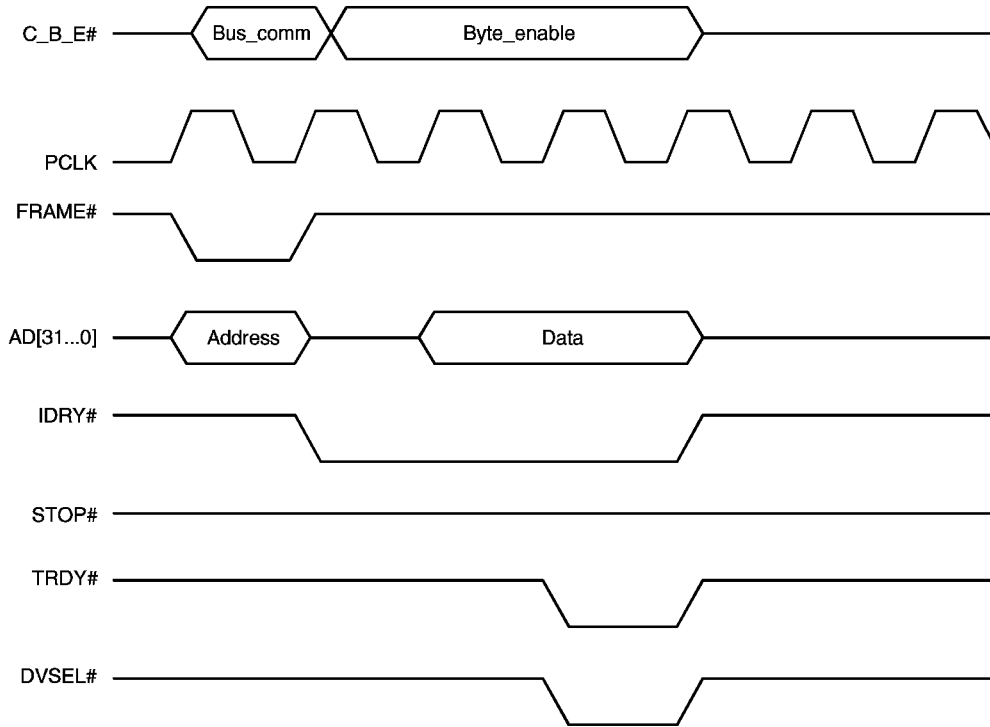 C_B_E# Bus_comm Byte_enable
PCLK
FRAME#
AD[31...0] Address Data
IDRY#
STOP#
TRDY#
DVSEL#